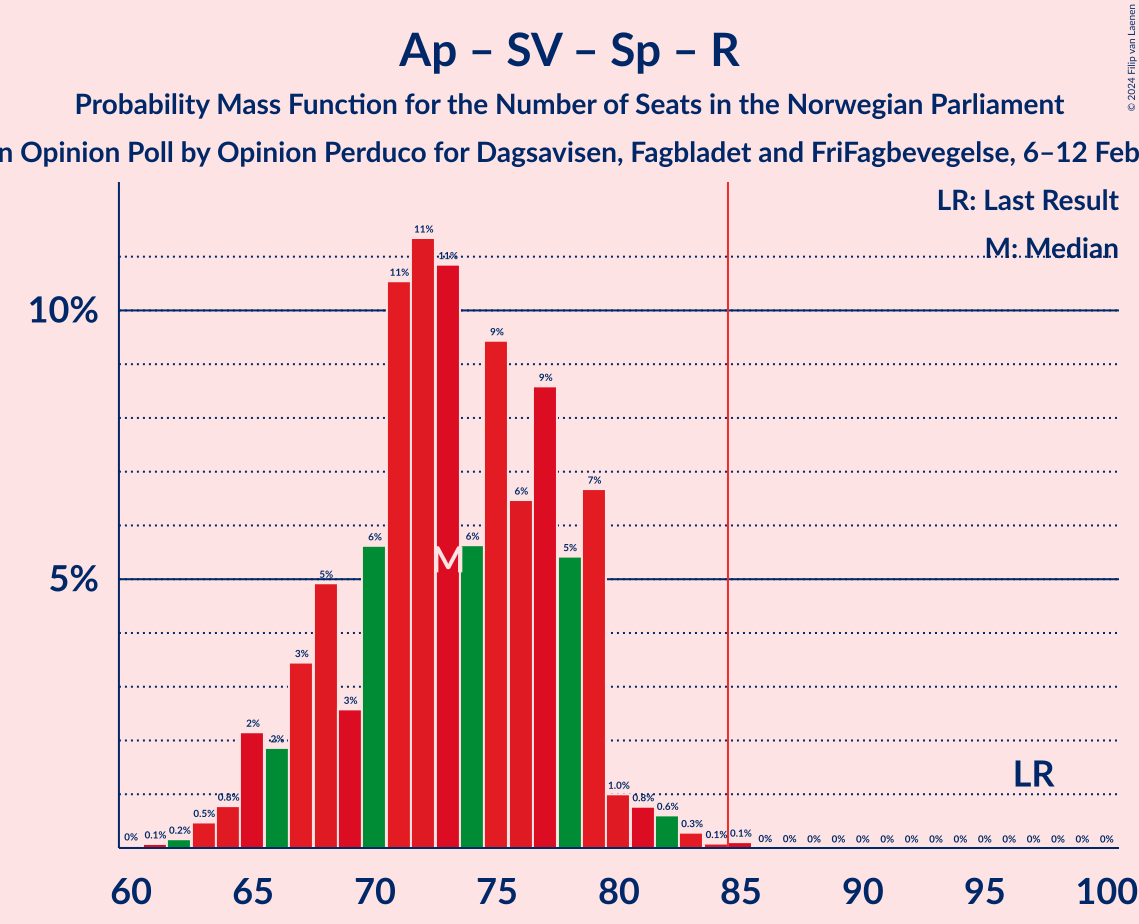 Ap – SV – Sp – R
Probability Mass Function for the Number of Seats in the Norwegian Parliament
n Opinion Poll by Opinion Perduco for Dagsavisen, Fagbladet and FriFagbevegelse, 6–12 Feb
© 2024 Filip van Laenen
LR: Last Result
M: Median
10%
5%
0% 0.1% 0.2% 0.5% 0.8% 2% 2% 3% 5% 3% 6% 11% 11% 11% 6% 9% 6% 9% 5% 7% 1.0% 0.8% 0.6% 0.3% 0.1% 0.1% 0% 0% 0% 0% 0% 0% 0% 0% 0% 0% 0% 0% 0% 0% 0%
M
LR
60 65 70 75 80 85 90 95 100